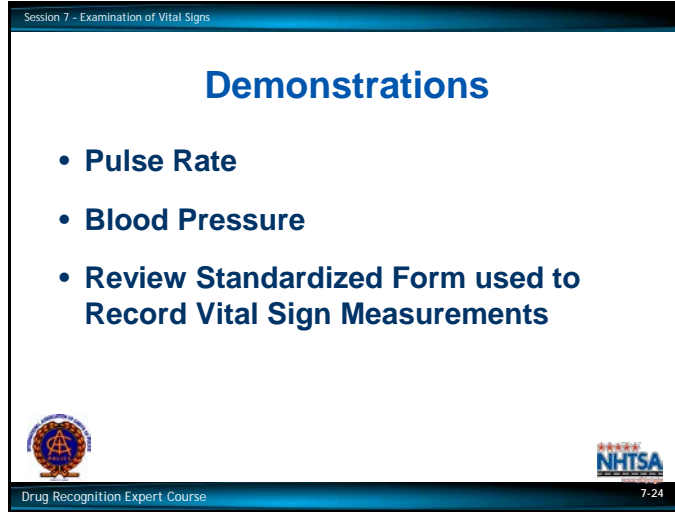 Session 7 - Examination of Vital Signs
Demonstrations
• Pulse Rate
• Blood Pressure
• Review Standardized Form used to
Record Vital Sign Measurements
POLICE
NHTSA
Drug Recognition Expert Course
7-24